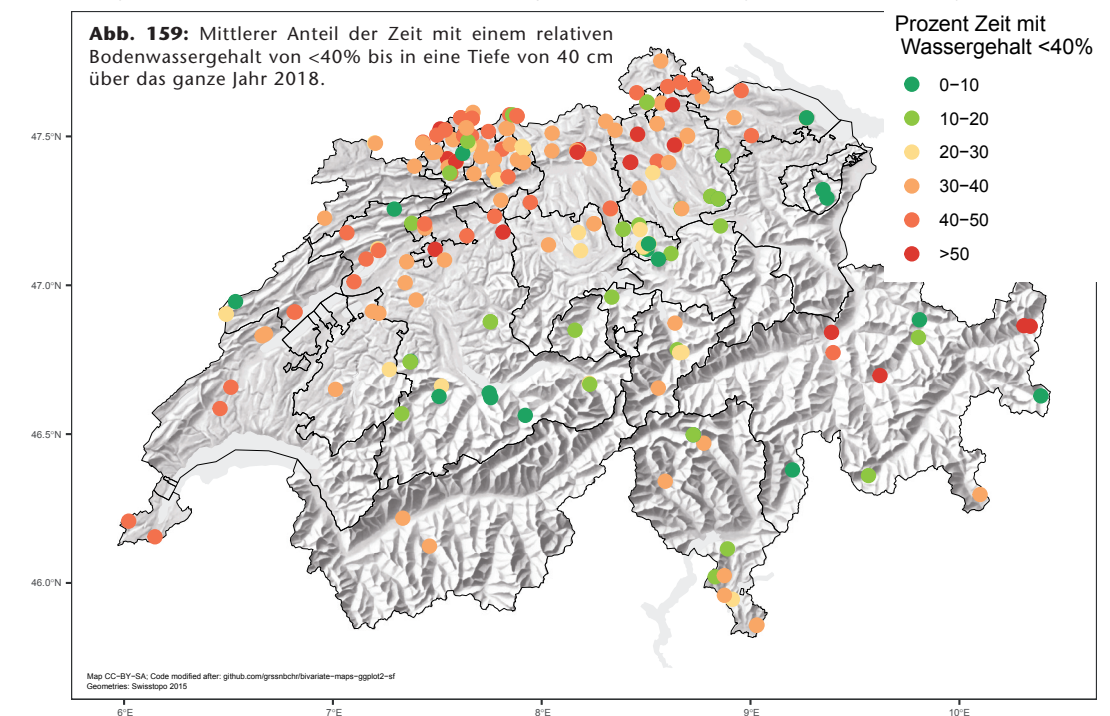 Abb. 159: Mittlerer Anteil der Zeit mit einem relativen
Bodenwassergehalt von <40% bis in eine Tiefe von 40 cm
über das ganze Jahr 2018.
Prozent Zeit mit
Wassergehalt <40%
0−10
10−20
20−30
30−40
40−50
>50
47.5°N
47.0°N
46.5°N
46.0°N
Map CC−BY−SA; Code modified after: github.com/grssnbchr/bivariate−maps−ggplot2−sf
Geometries: Swisstopo 2015
6°E 7°E 8°E 9°E 10°E